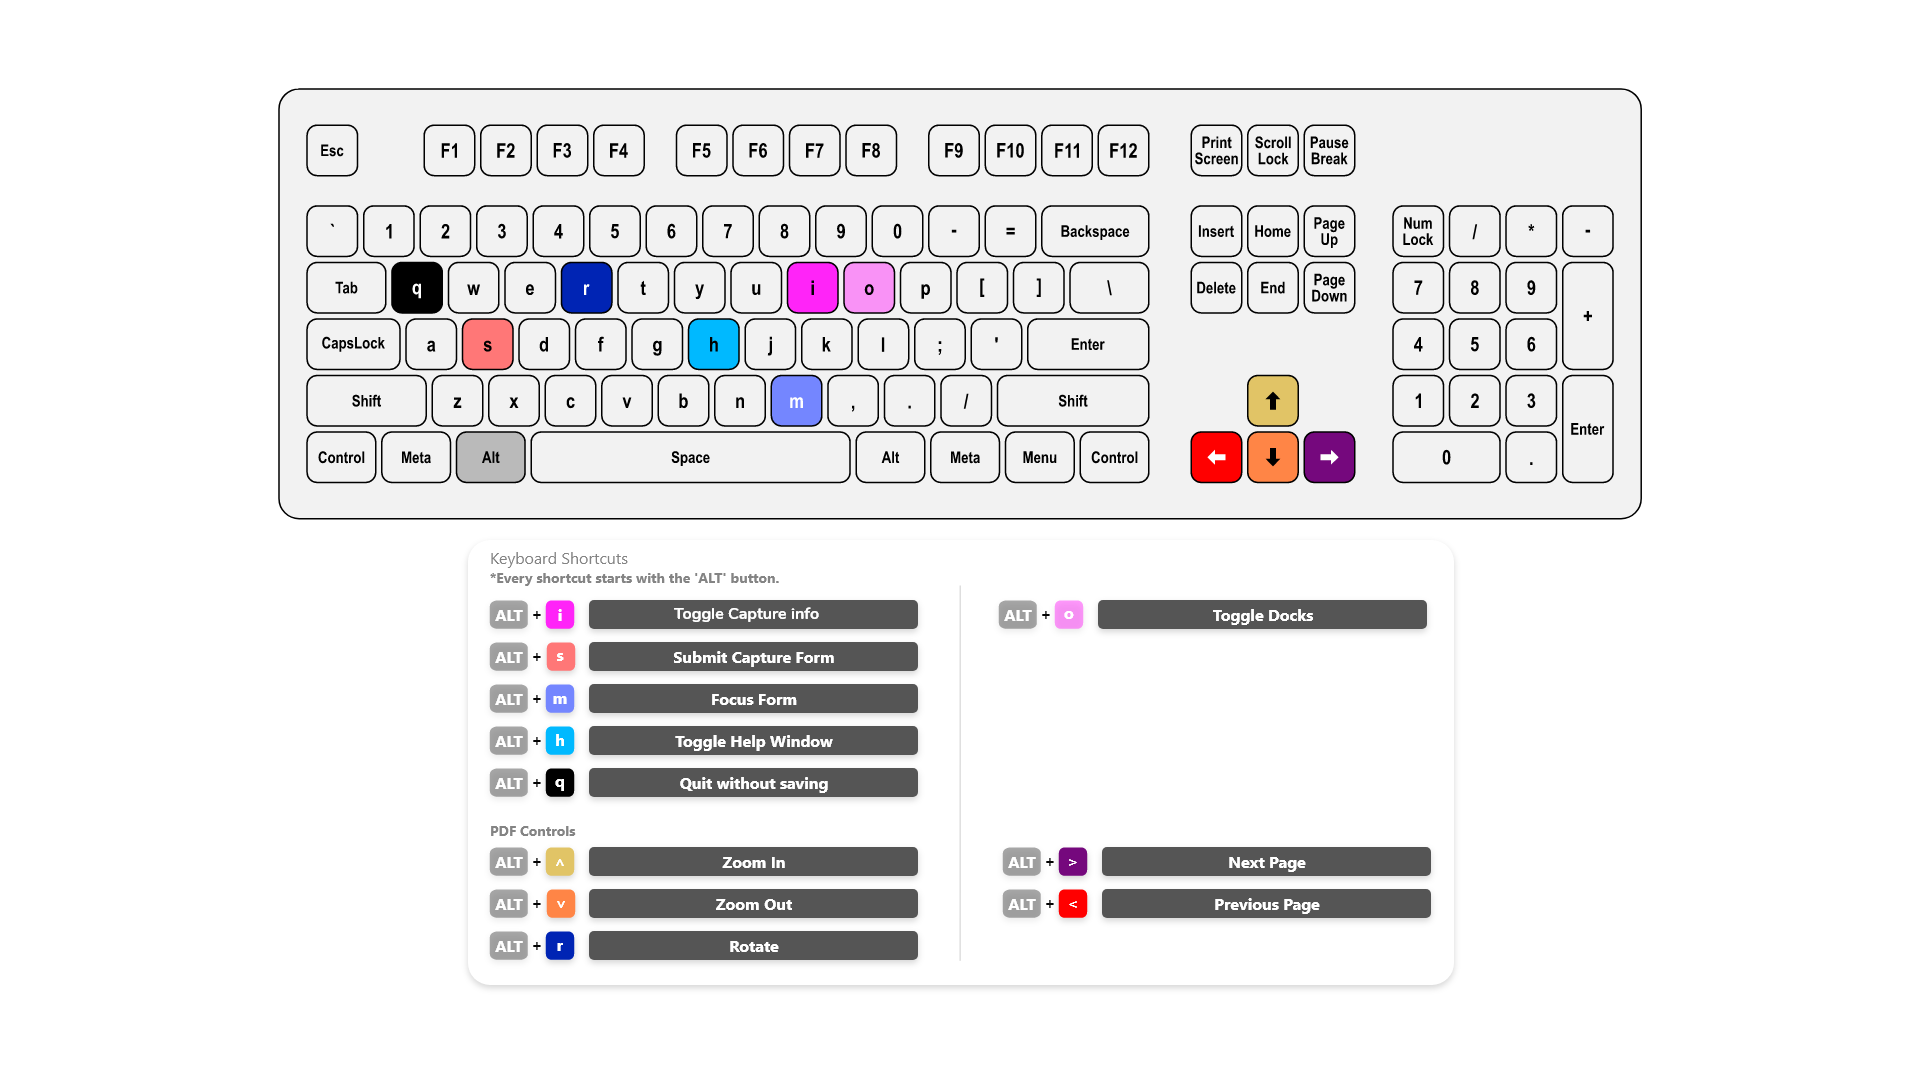 Esc F1 F2 F3 F4 F5 F6 F7 F8 F9 F10 F11 F12 Print Screen Scroll Lock Pause Break
` 1 2 3 4 5 6 7 8 9 0 - = Backspace Insert Home Page Up Num Lock / * -
Tab q w e r t y u i o p [ ] \ Delete End Page Down 7 8 9 +
CapsLock a s d f g h j k l ; ' Enter 4 5 6
Shift z x c v b n m , . / Shift ⬆ 1 2 3 Enter
Control Meta Alt Space Alt Meta Menu Control ⬅ ⬇ ➡ 0 .
Keyboard Shortcuts
*Every shortcut starts with the 'ALT' button.
ALT + i Toggle Capture info
ALT + s Submit Capture Form
ALT + m Focus Form
ALT + h Toggle Help Window
ALT + q Quit without saving
ALT + o Toggle Docks
PDF Controls
ALT + ^ Zoom In
ALT + v Zoom Out
ALT + r Rotate
ALT + > Next Page
ALT + < Previous Page